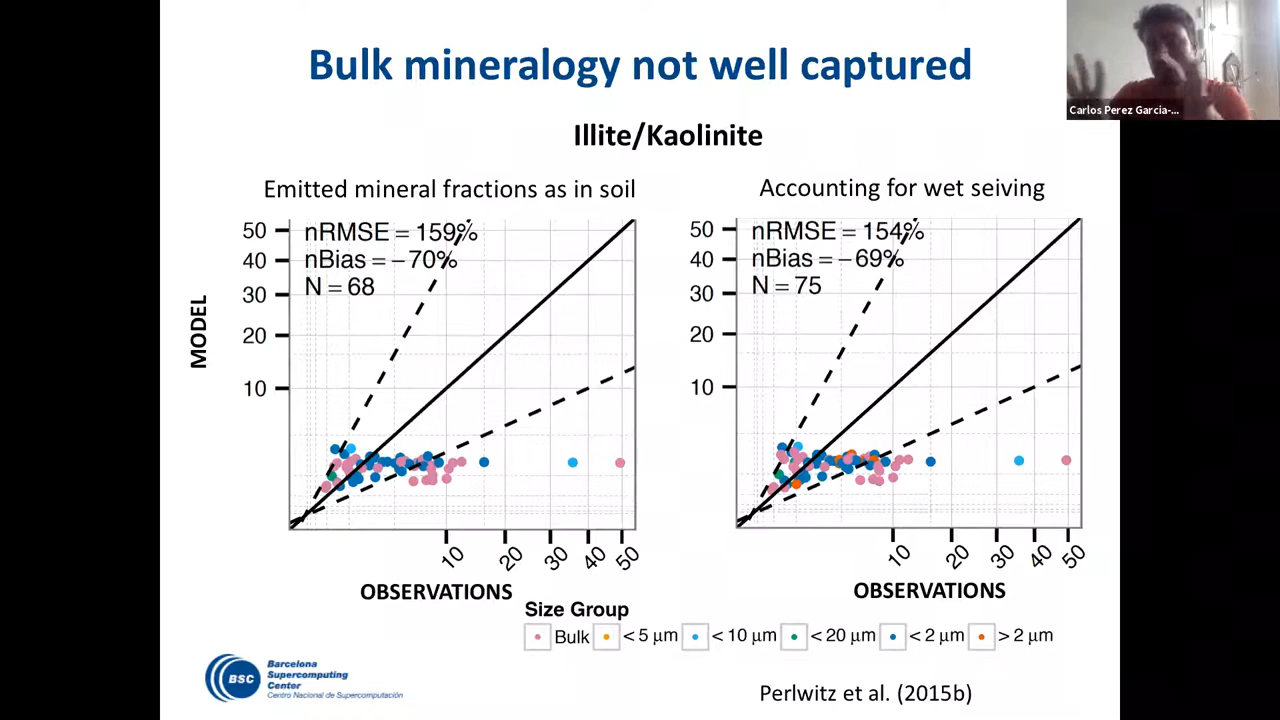 Bulk mineralogy not well captured
Carlos Perez Garcia-...
Illite/Kaolinite
Emitted mineral fractions as in soil
nRMSE = 159%
nBias = −70%
N = 68
50
40
30
20
10
MODEL
10
20
30
40
50
OBSERVATIONS
Accounting for wet seiving
nRMSE = 154%
nBias = −69%
N = 75
50
40
30
20
10
10
20
30
40
50
OBSERVATIONS
Size Group
Bulk < 5 µm < 10 µm < 20 µm < 2 µm > 2 µm
BSC
Barcelona
Supercomputing
Center
Centro Nacional de Supercomputación
Perlwitz et al. (2015b)